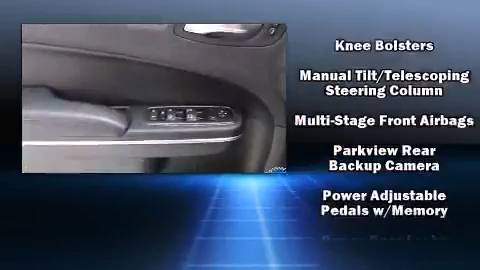 Knee Bolsters
Manual Tilt/Telescoping
Steering Column
Multi-Stage Front Airbags
Parkview Rear
Backup Camera
Power Adjustable
Pedals w/Memory